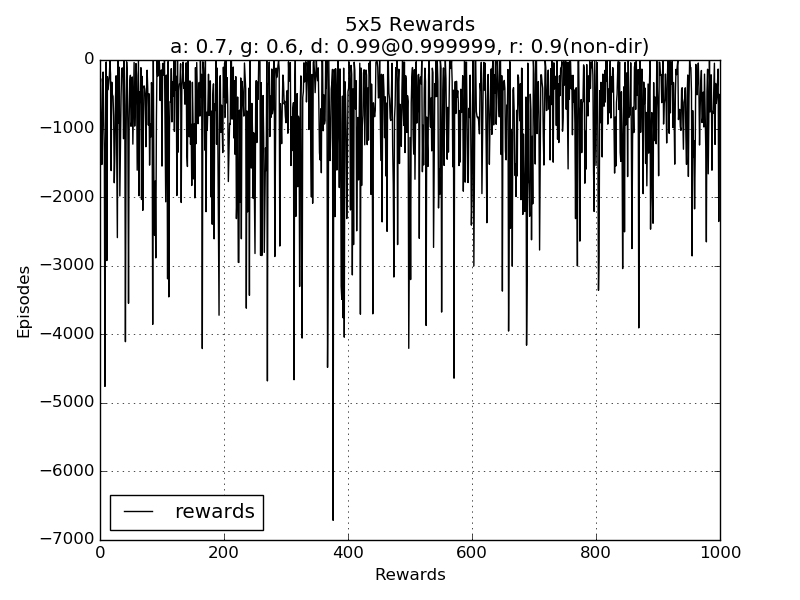 5x5 Rewards
a: 0.7, g: 0.6, d: 0.99@0.999999, r: 0.9(non-dir)
0
−1000
−2000
−3000
−4000
−5000
−6000
−7000
Episodes
rewards
0 200 400 600 800 1000
Rewards